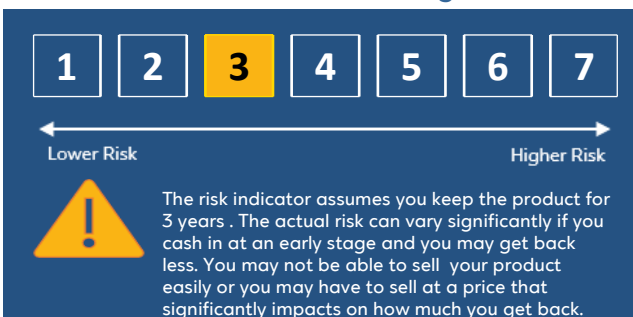 1 2 3 4 5 6 7
Lower Risk Higher Risk
The risk indicator assumes you keep the product for
3 years . The actual risk can vary significantly if you
cash in at an early stage and you may get back
less. You may not be able to sell your product
easily or you may have to sell at a price that
significantly impacts on how much you get back.